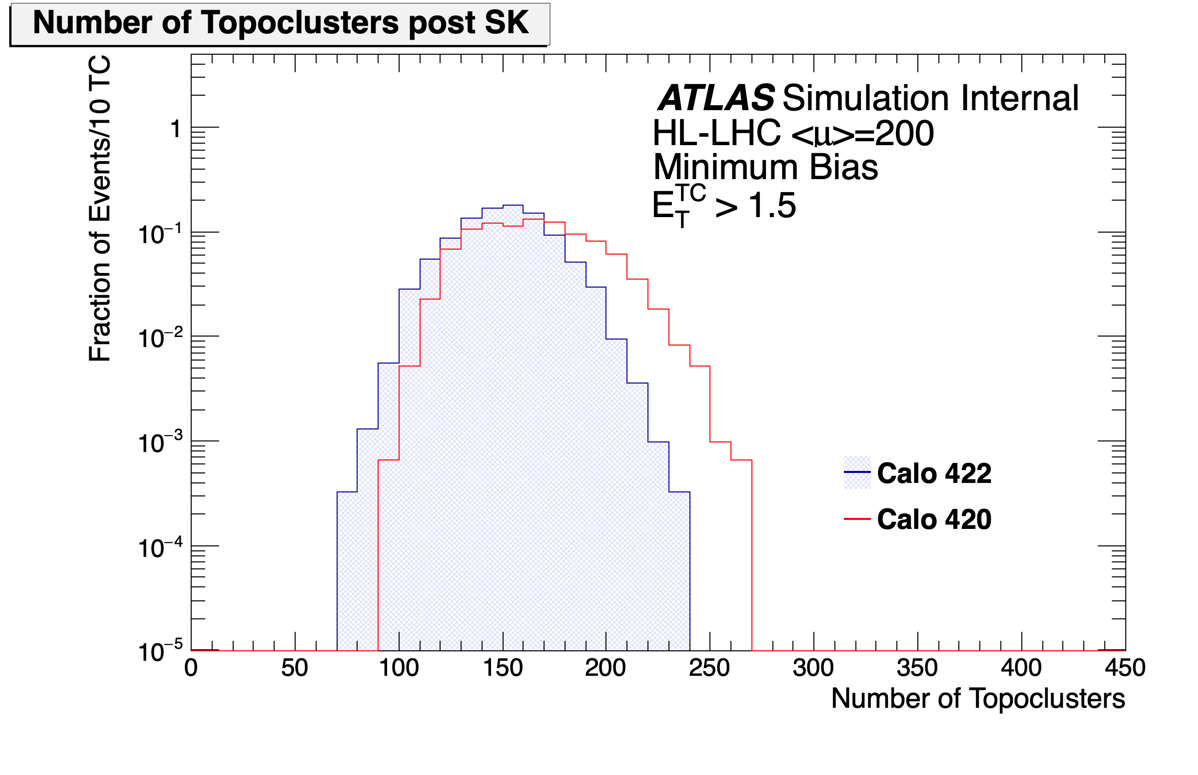 Number of Topoclusters post SK
Fraction of Events/10 TC
ATLAS Simulation Internal
HL-LHC <μ>=200
Minimum Bias
E_T^TC > 1.5
1
10⁻¹
10⁻²
10⁻³
10⁻⁴
10⁻⁵
Calo 422
Calo 420
0 50 100 150 200 250 300 350 400 450
Number of Topoclusters